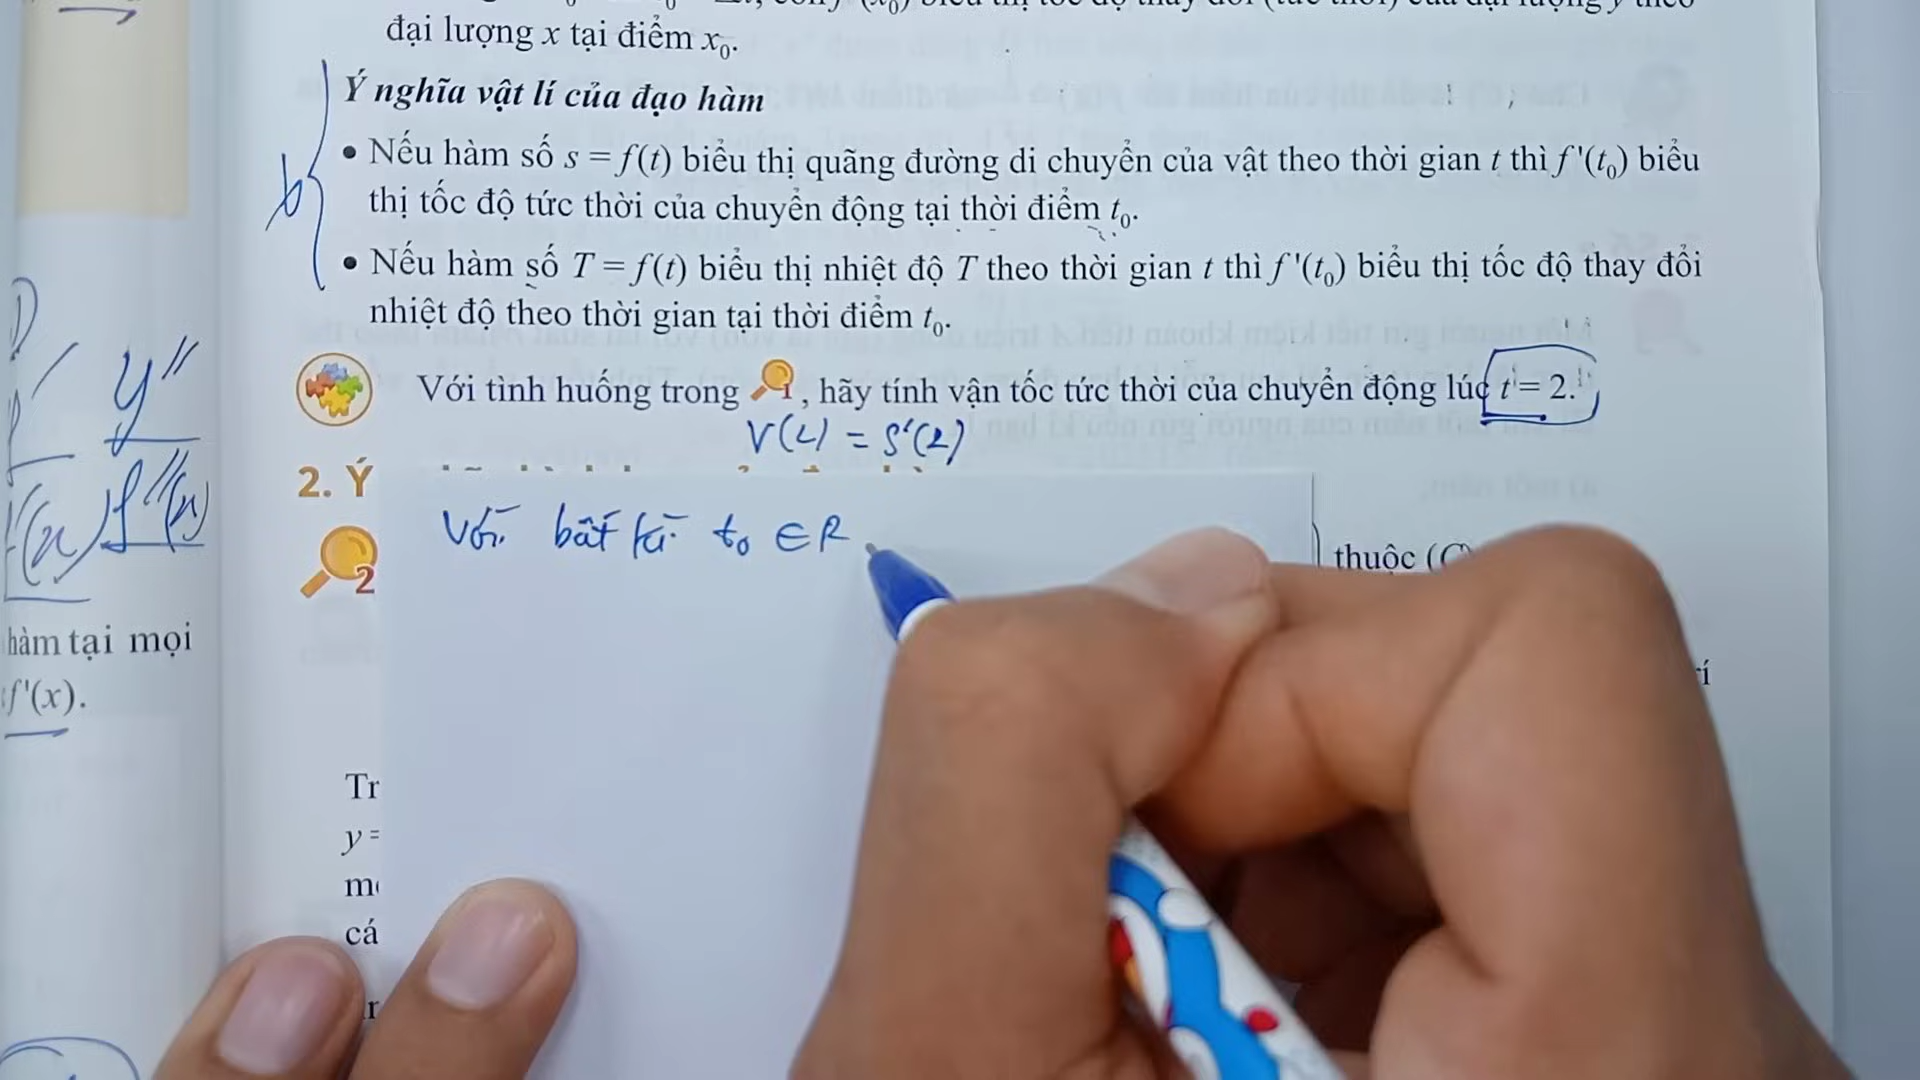 đại lượng x tại điểm x₀.
Ý nghĩa vật lí của đạo hàm
b
• Nếu hàm số s = f(t) biểu thị quãng đường di chuyển của vật theo thời gian t thì f'(t₀) biểu
thị tốc độ tức thời của chuyển động tại thời điểm t₀.
• Nếu hàm số T = f(t) biểu thị nhiệt độ T theo thời gian t thì f'(t₀) biểu thị tốc độ thay đổi
nhiệt độ theo thời gian tại thời điểm t₀.
Với tình huống trong 1, hãy tính vận tốc tức thời của chuyển động lúc t = 2.
V(2) = S'(2)
2. Ý
Với bất kì t₀ ∈ R
2
thuộc (C)
Tr
y =
cá
y''
f''(x)
hàm tại mọi
f'(x).